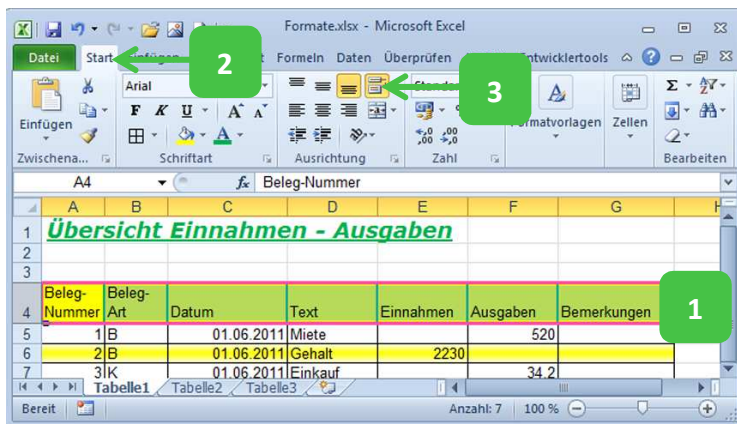 Formate.xlsx - Microsoft Excel
Datei Start Einfügen 2 Formeln Daten Überprüfen Entwicklertools
3
Arial
F K U A A
Einfügen
Formatvorlagen Zellen
Zwischena... Schriftart Ausrichtung Zahl Bearbeiten
A4 fx Beleg-Nummer
A B C D E F G H
1 Übersicht Einnahmen - Ausgaben
2
3
Beleg- Beleg-
4 Nummer Art Datum Text Einnahmen Ausgaben Bemerkungen 1
5 1 B 01.06.2011 Miete 520
6 2 B 01.06.2011 Gehalt 2230
7 3 K 01.06.2011 Einkauf 34.2
Tabelle1 Tabelle2 Tabelle3
Bereit Anzahl: 7 100 %